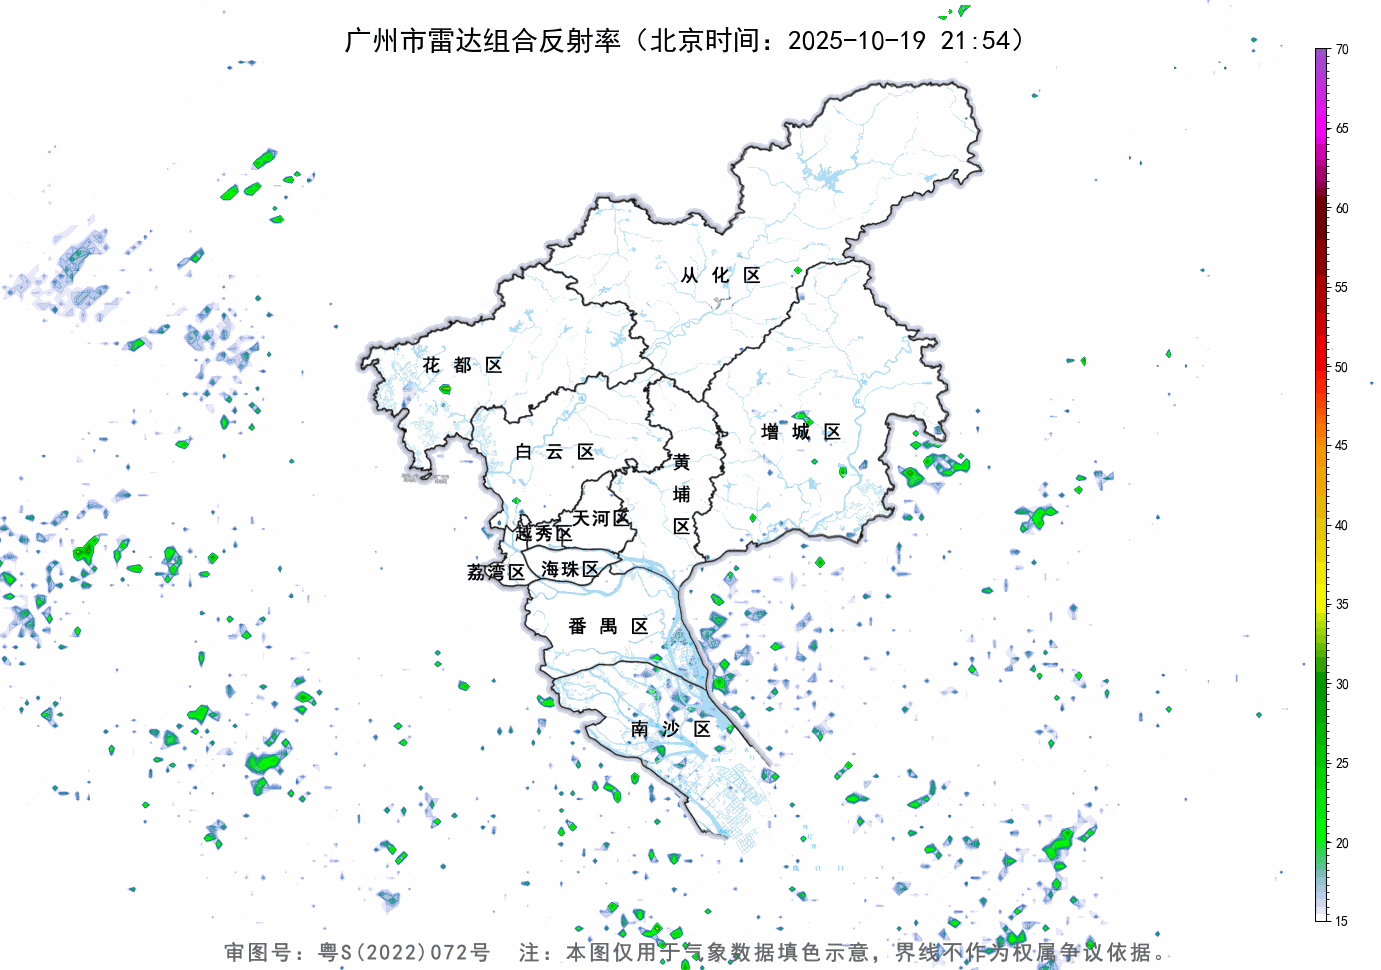 广州市雷达组合反射率（北京时间：2025-10-19 21:54）
70
65
60
55
50
45
40
35
30
25
20
15
从化区
花都区
增城区
白云区
黄埔区
天河区
越秀区
荔湾区
海珠区
番禺区
南沙区
审图号：粤S(2022)072号 注：本图仅用于气象数据填色示意，界线不作为权属争议依据。